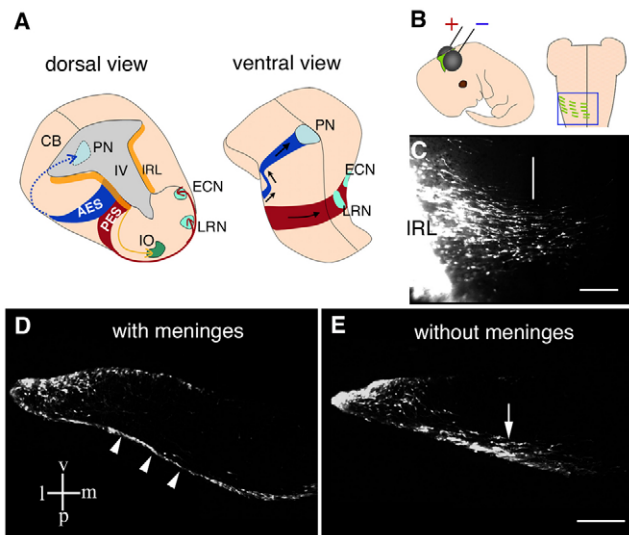 A
dorsal view
ventral view
CB
PN
IV
IRL
ECN
LRN
AES
PES
IO
PN
ECN
LRN
B
+ −
C
IRL
D
with meninges
v
l m
p
E
without meninges